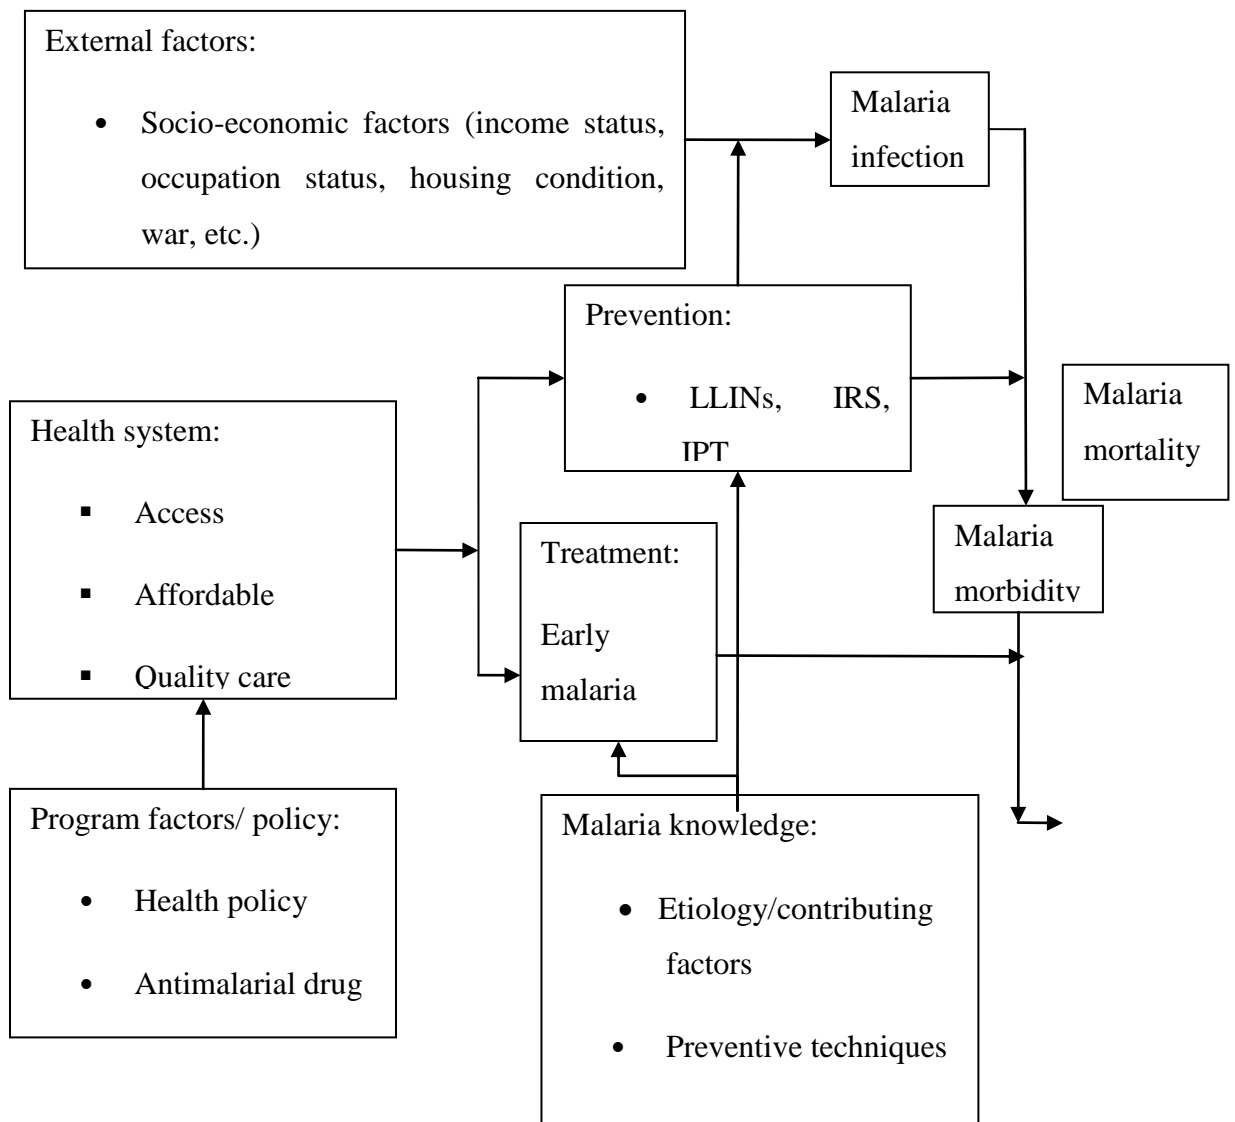 External factors:
• Socio-economic factors (income status,
occupation status, housing condition,
war, etc.)
Malaria
infection
Prevention:
• LLINs, IRS,
IPT
Malaria
mortality
Health system:
▪ Access
▪ Affordable
▪ Quality care
Treatment:
Early
malaria
Malaria
morbidity
Program factors/ policy:
• Health policy
• Antimalarial drug
Malaria knowledge:
• Etiology/contributing
factors
• Preventive techniques